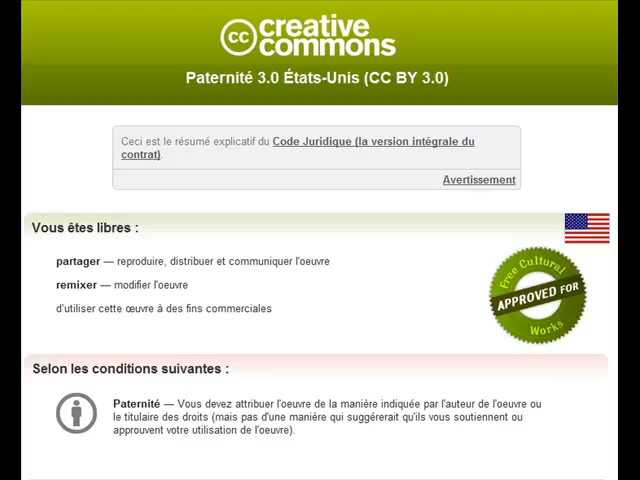 cc creative commons
Paternité 3.0 États-Unis (CC BY 3.0)
Ceci est le résumé explicatif du Code Juridique (la version intégrale du
contrat).
Avertissement
Vous êtes libres :
partager — reproduire, distribuer et communiquer l'oeuvre
remixer — modifier l'oeuvre
d'utiliser cette œuvre à des fins commerciales
Free Cultural
APPROVED FOR
Works
Selon les conditions suivantes :
Paternité — Vous devez attribuer l'oeuvre de la manière indiquée par l'auteur de l'oeuvre ou
le titulaire des droits (mais pas d'une manière qui suggérerait qu'ils vous soutiennent ou
approuvent votre utilisation de l'oeuvre).